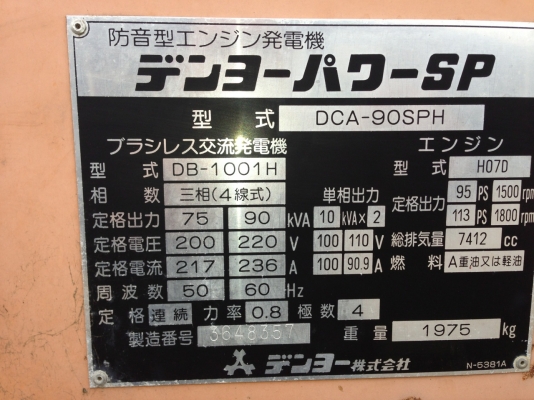 防音型エンジン発電機
デンヨーパワーSP
型式 DCA-90SPH
ブラシレス交流発電機 エンジン
型式 DB-1001H 型式 H07D
相数 三相(4線式) 単相出力 定格出力 95 PS 1500 rpm
定格出力 75 90 kVA 10 kVA×2 113 PS 1800 rpm
定格電圧 200 220 V 100 110 V 総排気量 7412 cc
定格電流 217 236 A 100 90.9 A 燃料 A重油又は軽油
周波数 50 60 Hz
定格 連続 力率 0.8 極数 4
製造番号 3648357 重量 1975 kg
デンヨー株式会社 N-5381A